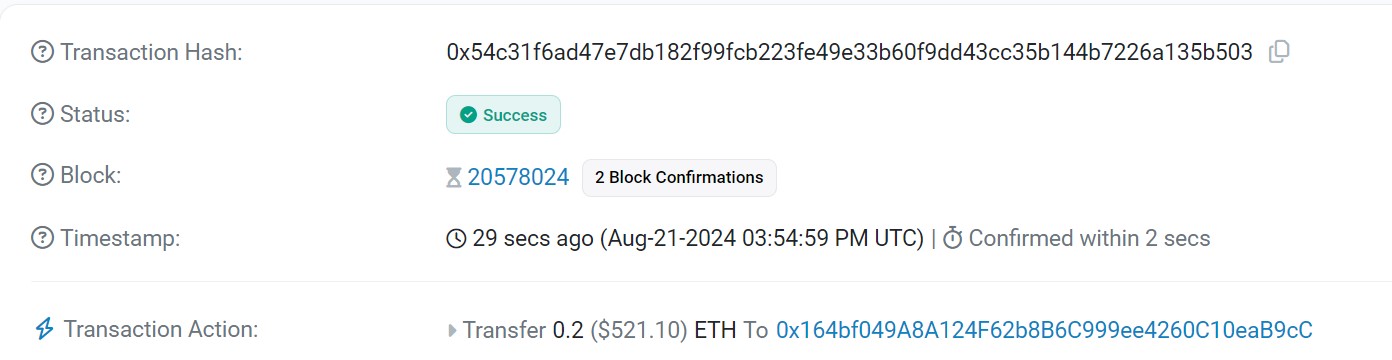 Transaction Hash: 0x54c31f6ad47e7db182f99fcb223fe49e33b60f9dd43cc35b144b7226a135b503
Status: Success
Block: 20578024 2 Block Confirmations
Timestamp: 29 secs ago (Aug-21-2024 03:54:59 PM UTC) | Confirmed within 2 secs
Transaction Action: Transfer 0.2 ($521.10) ETH To 0x164bf049A8A124F62b8B6C999ee4260C10eaB9cC